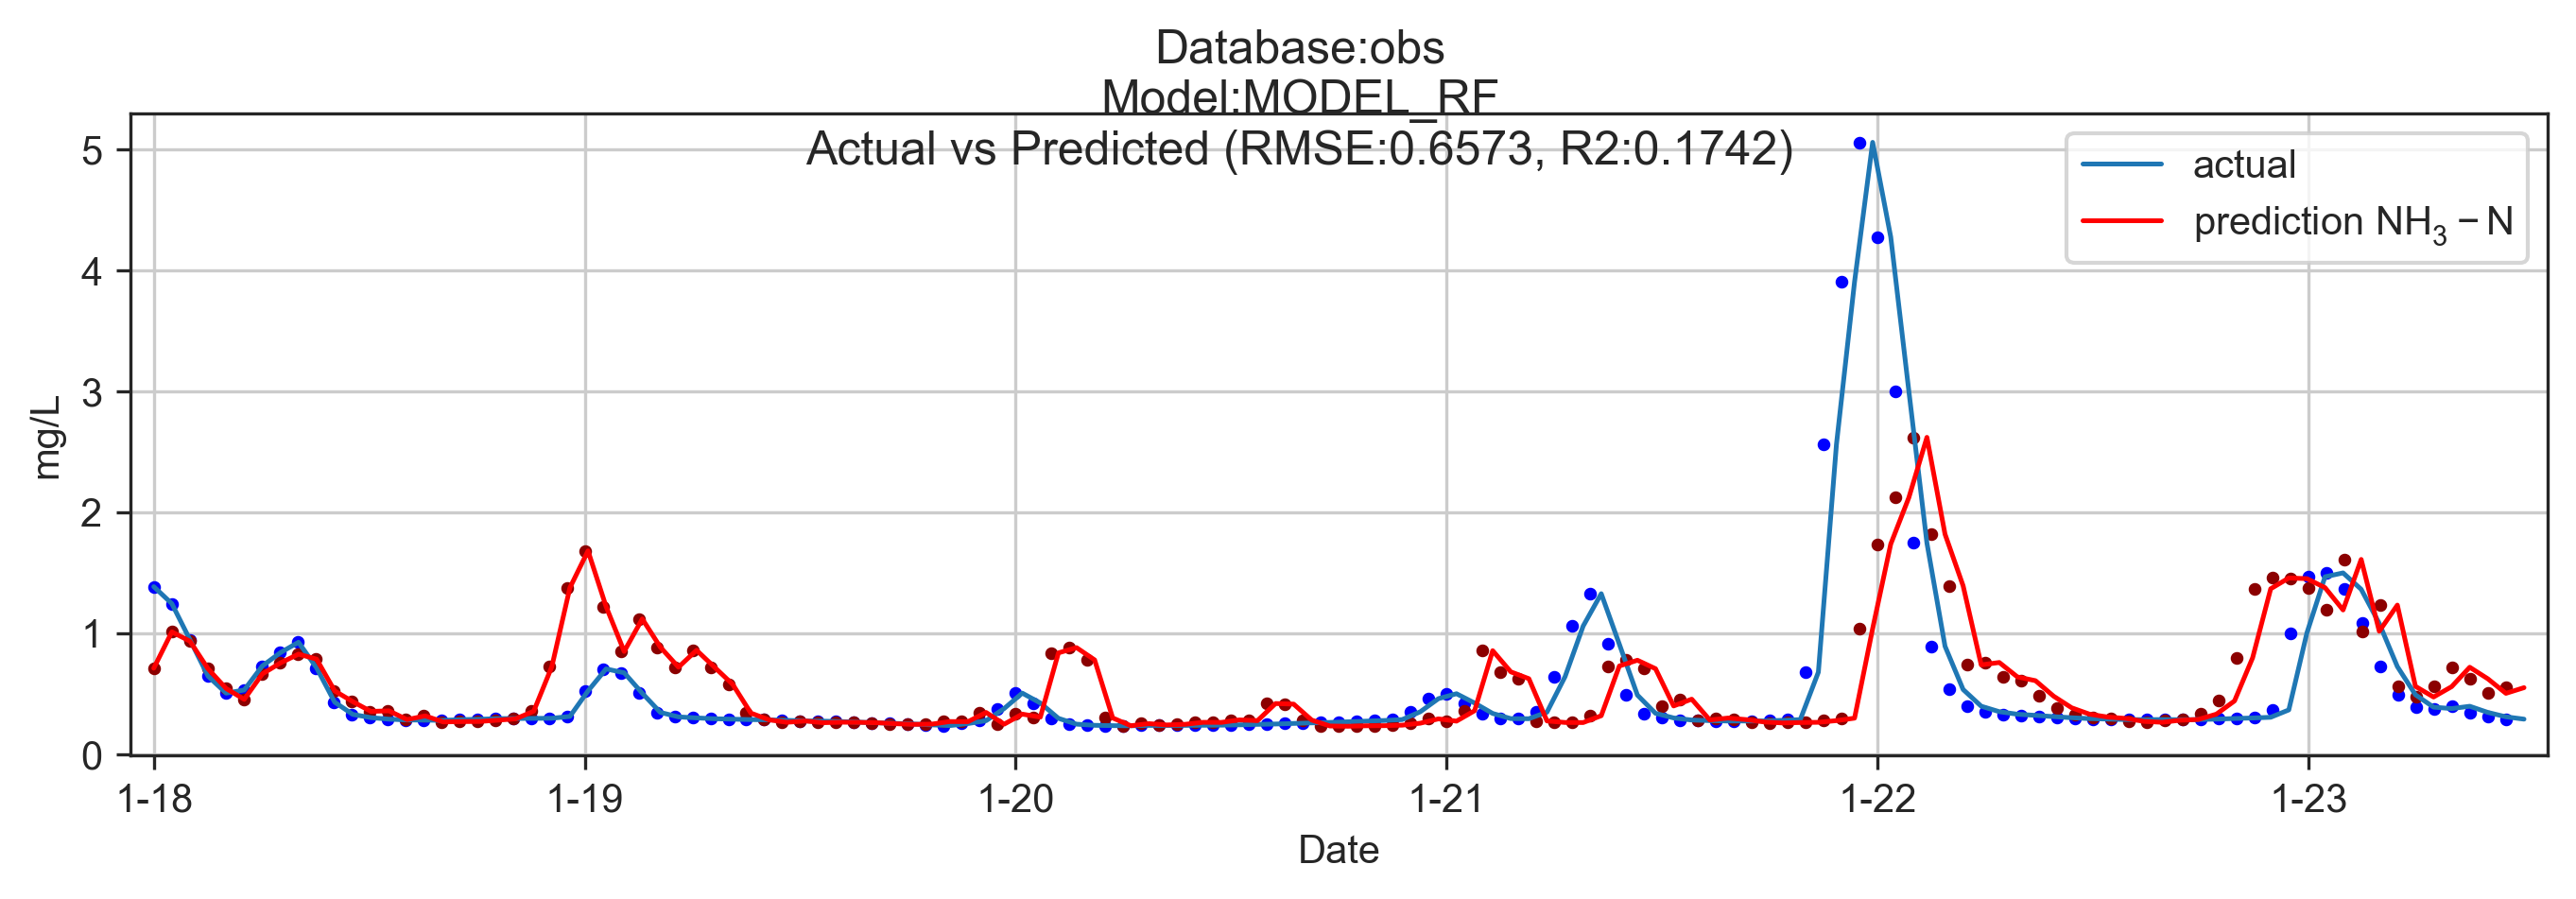 Database:obs
Model:MODEL_RF
Actual vs Predicted (RMSE:0.6573, R2:0.1742)
actual
prediction NH₃ − N
5
4
3
2
1
0
mg/L
1-18 1-19 1-20 1-21 1-22 1-23
Date